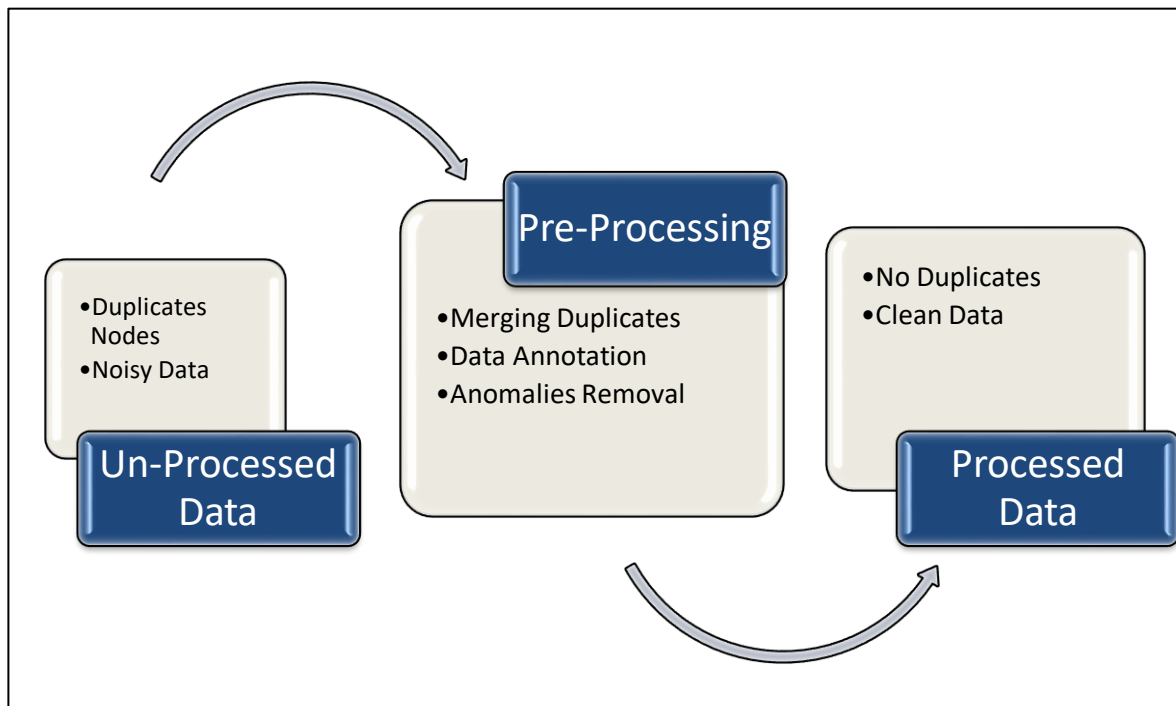 •Duplicates
Nodes
•Noisy Data
Un-Processed
Data
Pre-Processing
•Merging Duplicates
•Data Annotation
•Anomalies Removal
•No Duplicates
•Clean Data
Processed
Data